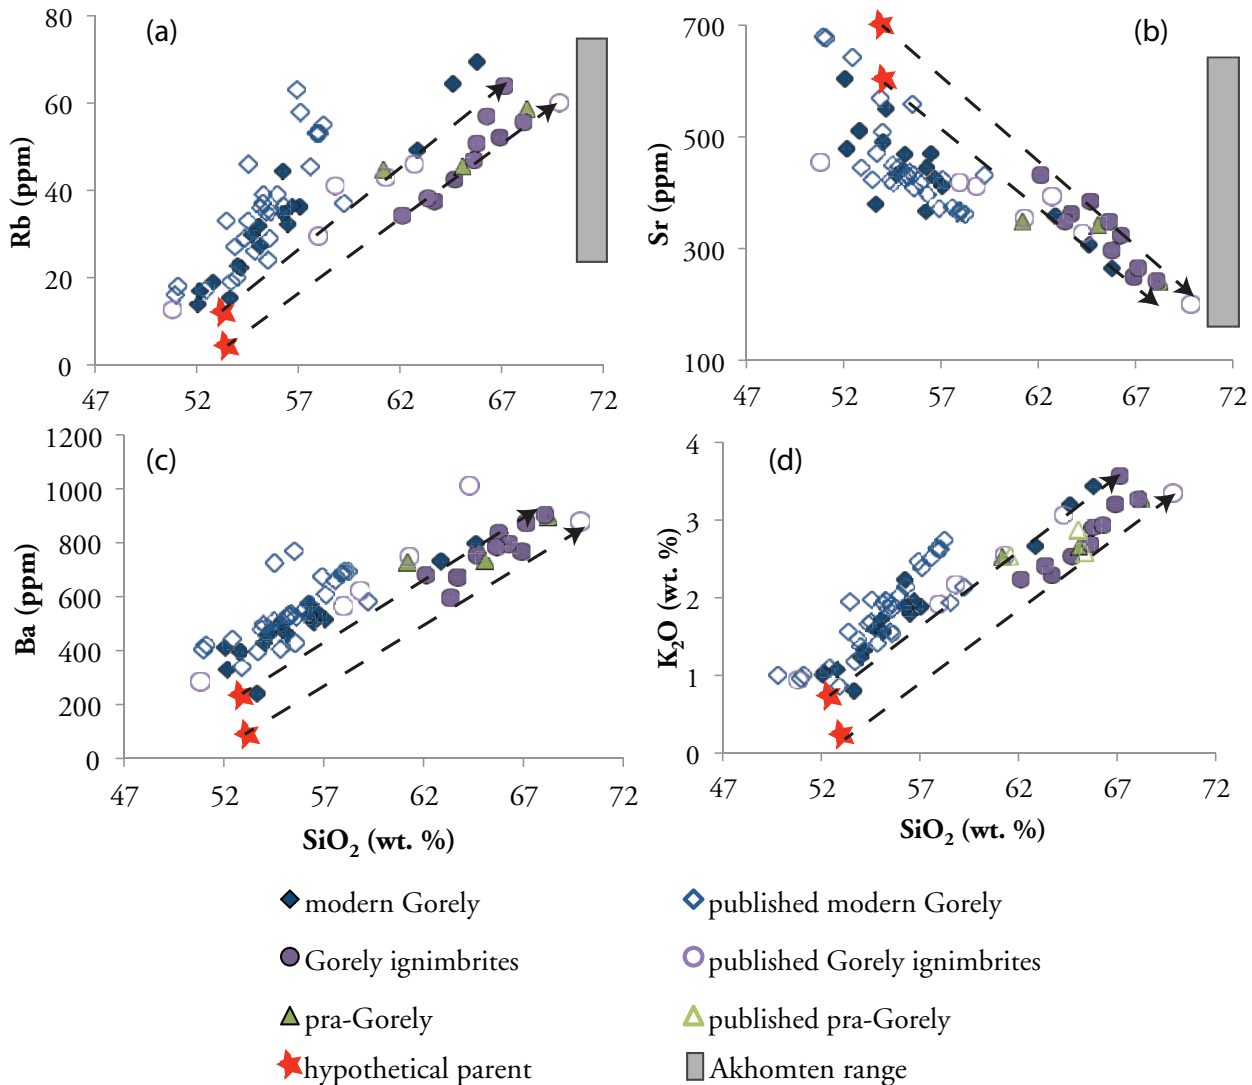 (a)
Rb (ppm)
80
60
40
20
0
47 52 57 62 67 72
(b)
Sr (ppm)
700
500
300
100
47 52 57 62 67 72
(c)
Ba (ppm)
1200
1000
800
600
400
200
0
47 52 57 62 67 72
SiO₂ (wt. %)
(d)
K₂O (wt. %)
4
3
2
1
0
47 52 57 62 67 72
SiO₂ (wt. %)
modern Gorely
published modern Gorely
Gorely ignimbrites
published Gorely ignimbrites
pra-Gorely
published pra-Gorely
hypothetical parent
Akhomten range